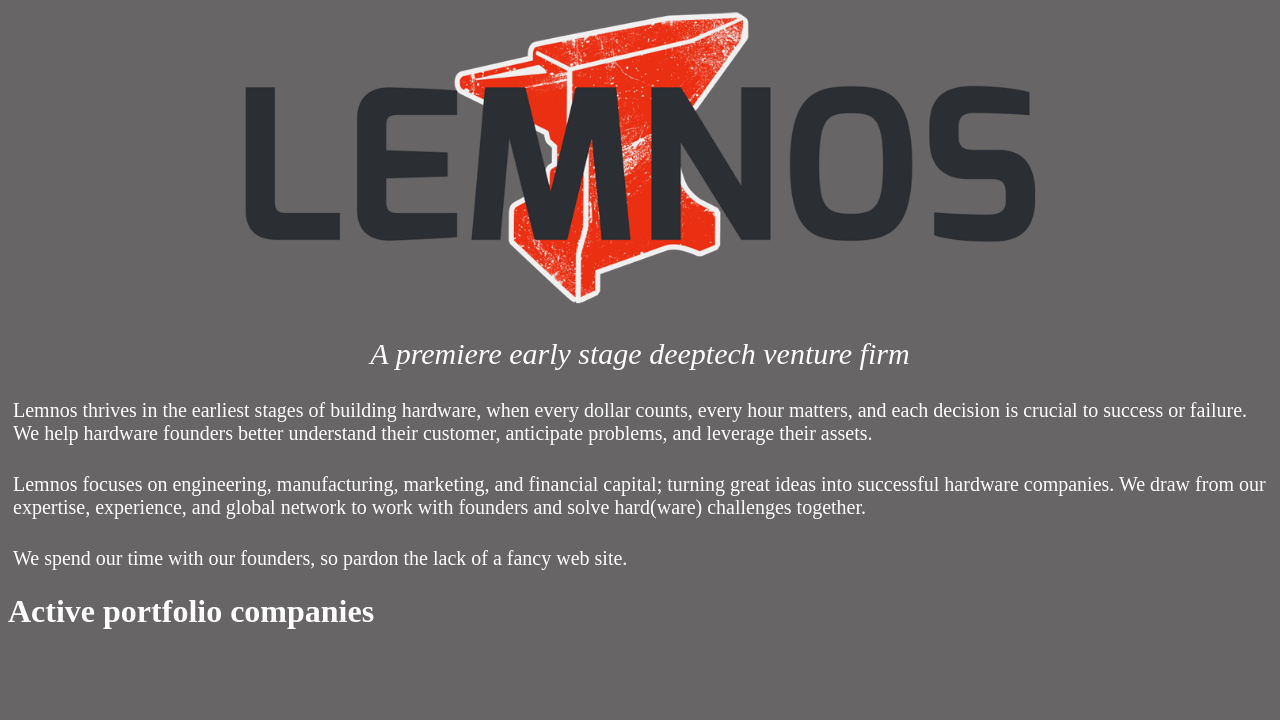 LEMNOS
A premiere early stage deeptech venture firm
Lemnos thrives in the earliest stages of building hardware, when every dollar counts, every hour matters, and each decision is crucial to success or failure.
We help hardware founders better understand their customer, anticipate problems, and leverage their assets.
Lemnos focuses on engineering, manufacturing, marketing, and financial capital; turning great ideas into successful hardware companies. We draw from our
expertise, experience, and global network to work with founders and solve hard(ware) challenges together.
We spend our time with our founders, so pardon the lack of a fancy web site.
Active portfolio companies